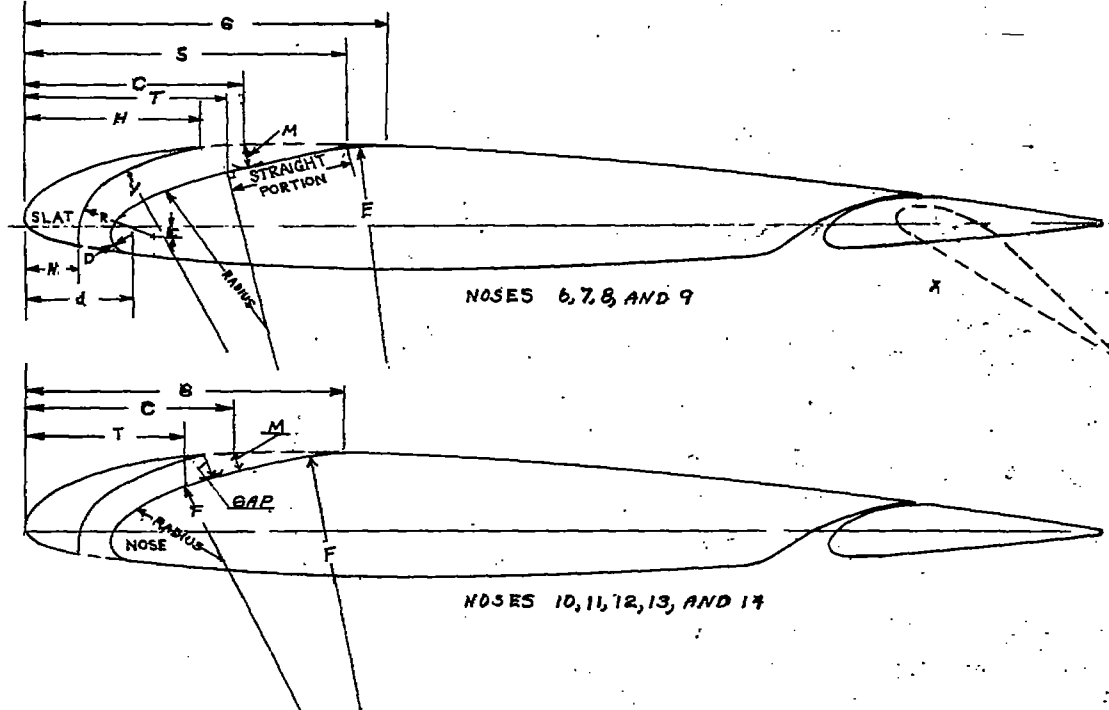 G
S
C
T
H
M
STRAIGHT
PORTION
Y
F
SLAT
R
E
D
N
RADIUS
d
X
NOSES 6,7,8, AND 9
G
C
T
M
GAP
F
RADIUS
NOSE
F
NOSES 10,11,12,13, AND 14